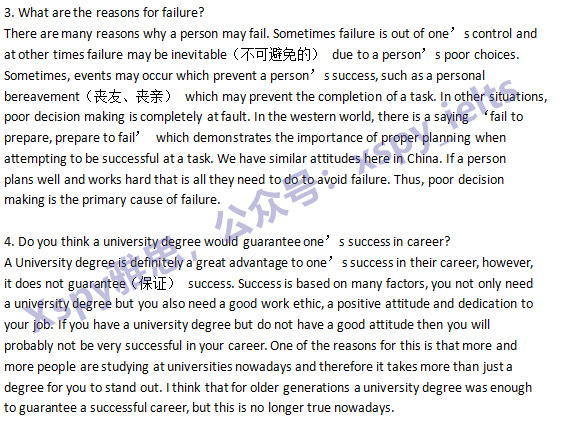 3. What are the reasons for failure?
There are many reasons why a person may fail. Sometimes failure is out of one’s control and
at other times failure may be inevitable（不可避免的） due to a person’s poor choices.
Sometimes, events may occur which prevent a person’s success, such as a personal
bereavement（丧友、丧亲） which may prevent the completion of a task. In other situations,
poor decision making is completely at fault. In the western world, there is a saying ‘fail to
prepare, prepare to fail’ which demonstrates the importance of proper planning when
attempting to be successful at a task. We have similar attitudes here in China. If a person
plans well and works hard that is all they need to do to avoid failure. Thus, poor decision
making is the primary cause of failure.
4. Do you think a university degree would guarantee one’s success in career?
A University degree is definitely a great advantage to one’s success in their career, however,
it does not guarantee（保证） success. Success is based on many factors, you not only need
a university degree but you also need a good work ethic, a positive attitude and dedication to
your job. If you have a university degree but do not have a good attitude then you will
probably not be very successful in your career. One of the reasons for this is that more and
more people are studying at universities nowadays and therefore it takes more than just a
degree for you to stand out. I think that for older generations a university degree was enough
to guarantee a successful career, but this is no longer true nowadays.
xspy雅思，公众号：xspy_ielts